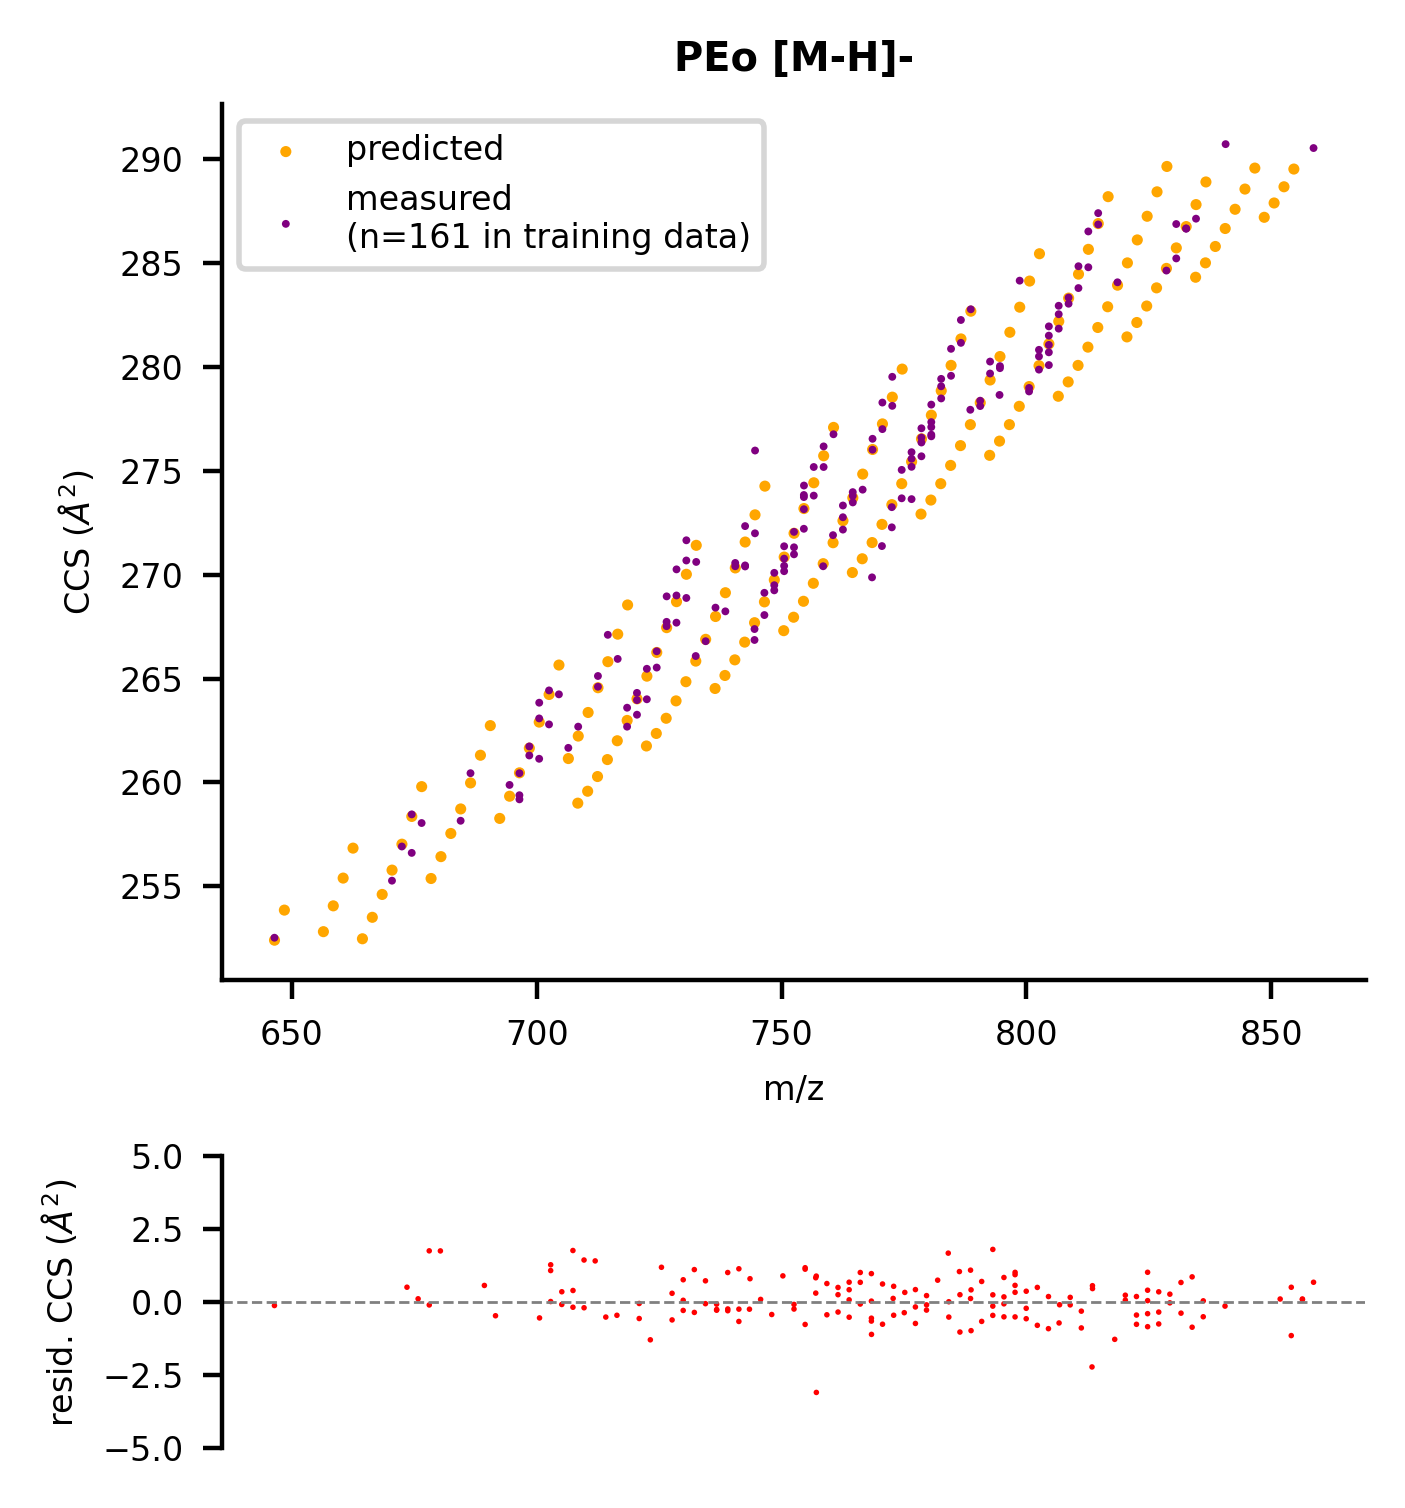 PEo [M-H]-
predicted
measured
(n=161 in training data)
290
285
280
275
270
265
260
255
CCS (Å²)
650 700 750 800 850
m/z
5.0
2.5
0.0
−2.5
−5.0
resid. CCS (Å²)